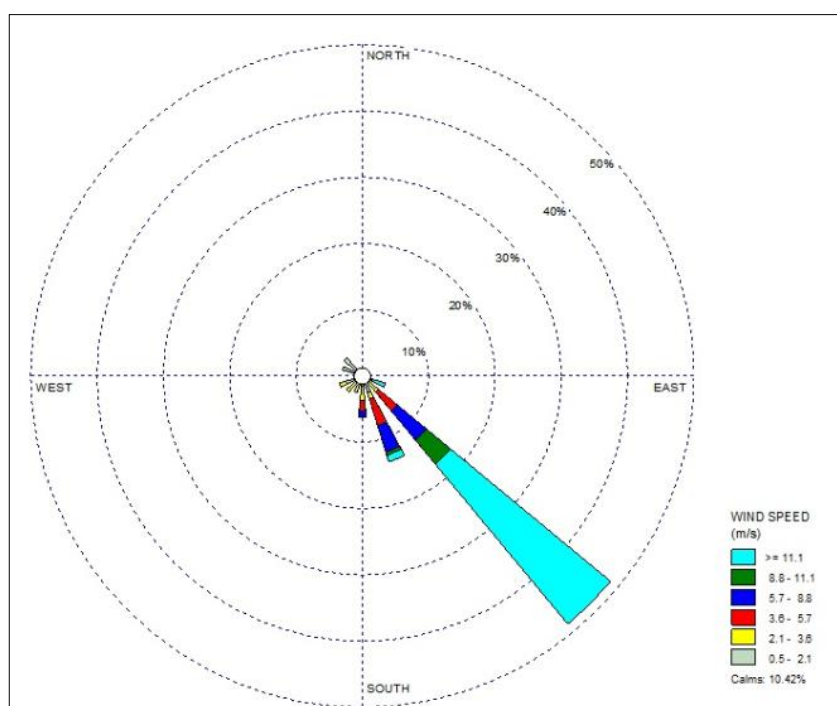 NORTH
50%
40%
30%
20%
10%
WEST
EAST
SOUTH
WIND SPEED
(m/s)
>= 11.1
8.8 - 11.1
5.7 - 8.8
3.6 - 5.7
2.1 - 3.6
0.5 - 2.1
Calms: 10.42%